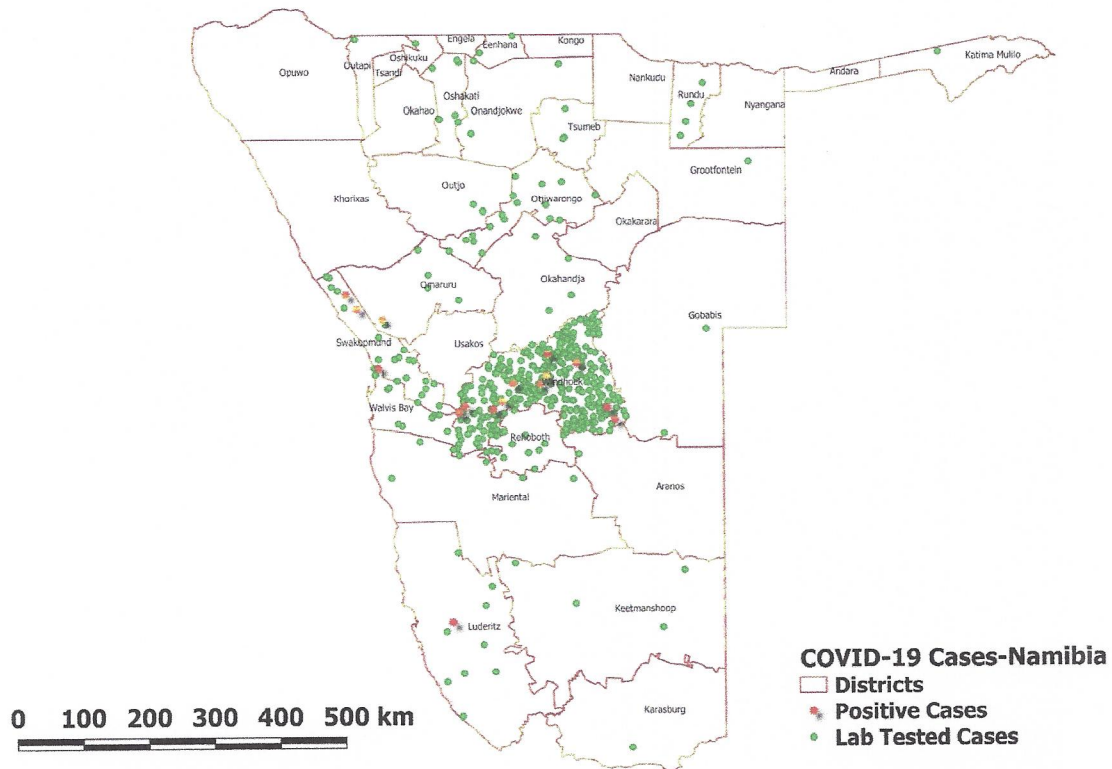 Engela
Eenhana
Kongo
Oshikuku
Outapi
Tsandi
Opuwo
Katima Mulilo
Andara
Nankudu
Rundu
Nyangana
Oshakati
Okahao
Onandjokwe
Tsumeb
Grootfontein
Outjo
Khorixas
Otjiwarongo
Okakarara
Okahandja
Omaruru
Gobabis
Swakopmund
Usakos
Windhoek
Walvis Bay
Rehoboth
Aranos
Mariental
Keetmanshoop
Luderitz
Karasburg
COVID-19 Cases-Namibia
Districts
Positive Cases
Lab Tested Cases
0 100 200 300 400 500 km